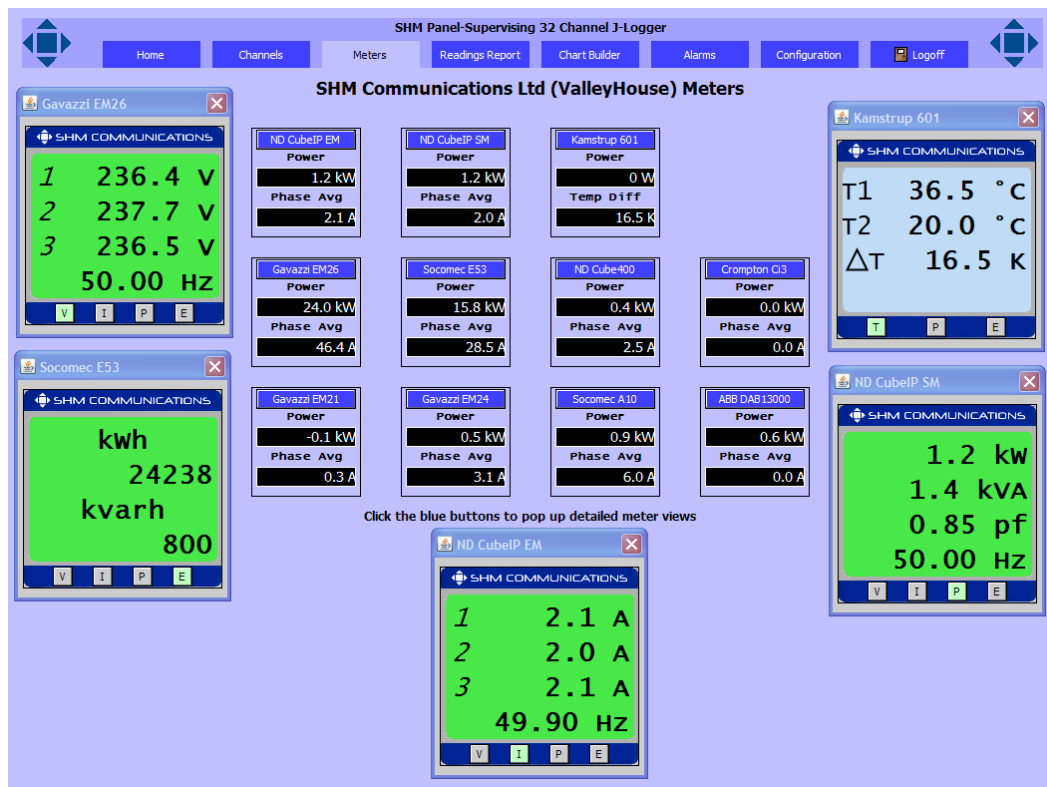 SHM Panel-Supervising 32 Channel J-Logger
Home Channels Meters Readings Report Chart Builder Alarms Configuration Logoff
SHM Communications Ltd (ValleyHouse) Meters
Gavazzi EM26
SHM COMMUNICATIONS
1 236.4 V
2 237.7 V
3 236.5 V
50.00 Hz
V I P E
Socomec E53
SHM COMMUNICATIONS
kWh
24238
kvarh
800
V I P E
ND CubeIP EM
Power
1.2 kW
Phase Avg
2.1 A
ND CubeIP SM
Power
1.2 kW
Phase Avg
2.0 A
Kamstrup 601
Power
0 W
Temp Diff
16.5 K
Gavazzi EM26
Power
24.0 kW
Phase Avg
46.4 A
Socomec E53
Power
15.8 kW
Phase Avg
28.5 A
ND Cube400
Power
0.4 kW
Phase Avg
2.5 A
Crompton Ci3
Power
0.0 kW
Phase Avg
0.0 A
Gavazzi EM21
Power
-0.1 kW
Phase Avg
0.3 A
Gavazzi EM24
Power
0.5 kW
Phase Avg
3.1 A
Socomec A10
Power
0.9 kW
Phase Avg
6.0 A
ABB DAB13000
Power
0.6 kW
Phase Avg
0.0 A
Click the blue buttons to pop up detailed meter views
ND CubeIP EM
SHM COMMUNICATIONS
1 2.1 A
2 2.0 A
3 2.1 A
49.90 Hz
V I P E
Kamstrup 601
SHM COMMUNICATIONS
T1 36.5 °C
T2 20.0 °C
△T 16.5 K
T P E
ND CubeIP SM
SHM COMMUNICATIONS
1.2 kW
1.4 kVA
0.85 pf
50.00 Hz
V I P E